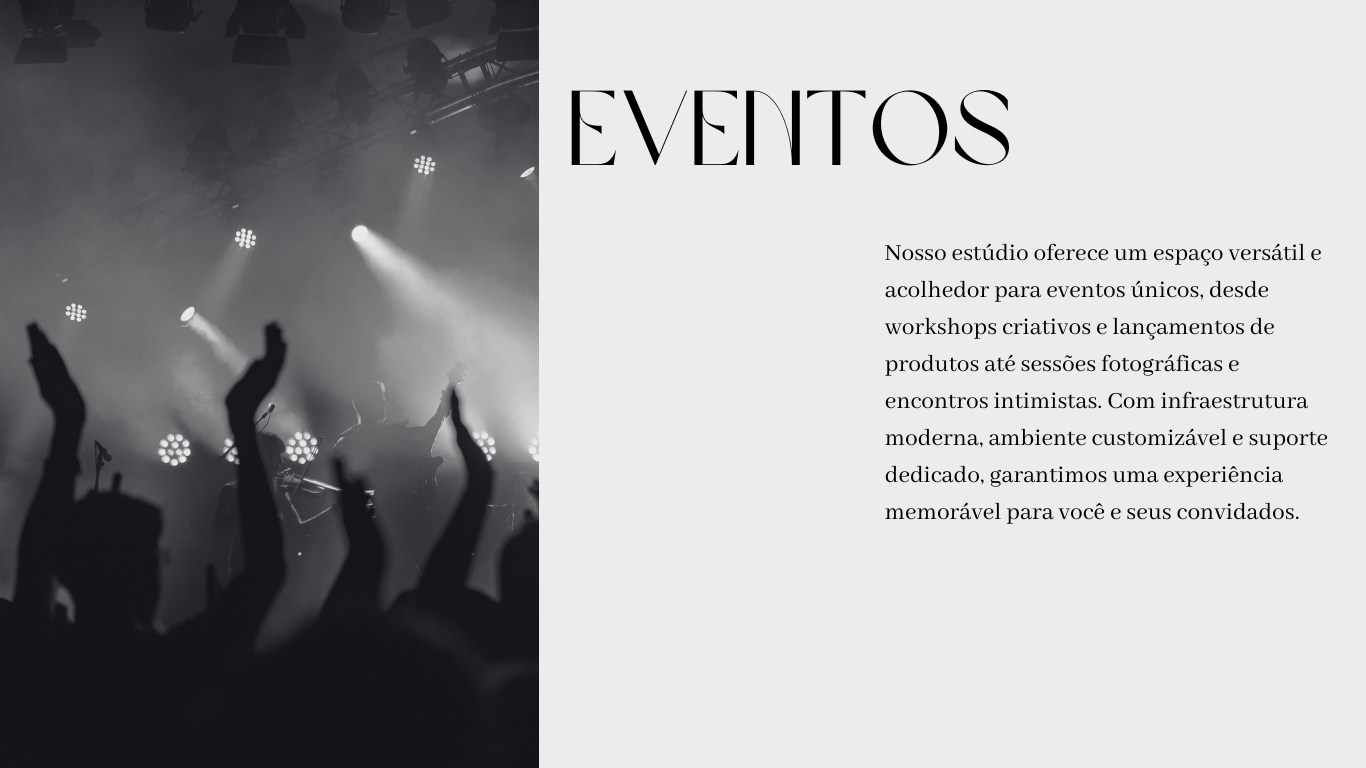 EVENTOS
Nosso estúdio oferece um espaço versátil e
acolhedor para eventos únicos, desde
workshops criativos e lançamentos de
produtos até sessões fotográficas e
encontros intimistas. Com infraestrutura
moderna, ambiente customizável e suporte
dedicado, garantimos uma experiência
memorável para você e seus convidados.